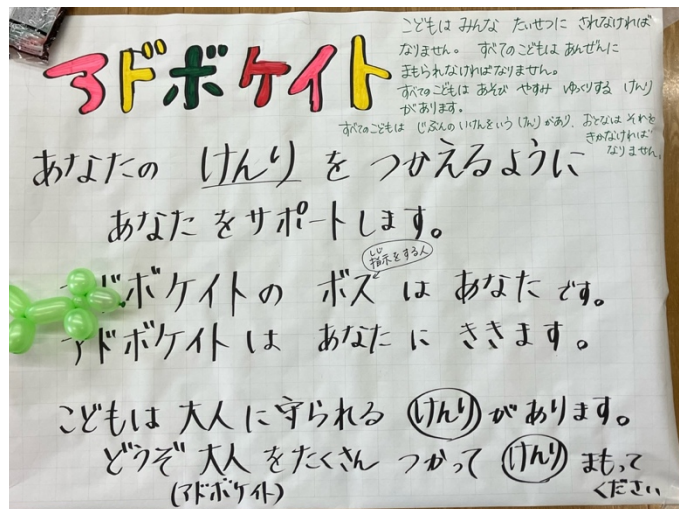 アドボケイト
こどもは みんな たいせつに されなければ
なりません。 すべてのこどもは あんぜんに
まもられなければなりません。
すべてのこどもは あそび やすみ ゆっくりする けんり
があります。
すべてのこどもは じぶんのいけんをいう けんりがあり、おとなは それを
きかなければ
なりません。
あなたの けんり を つかえるように
あなた を サポートします。
指示をする人
しじ
アドボケイトの ボス は あなた です。
アドボケイト は あなた に ききます。
こどもは 大人 に 守られる けんり があります。
どうぞ 大人 を たくさん つかって けんり まもって
(アドボケイト)
ください